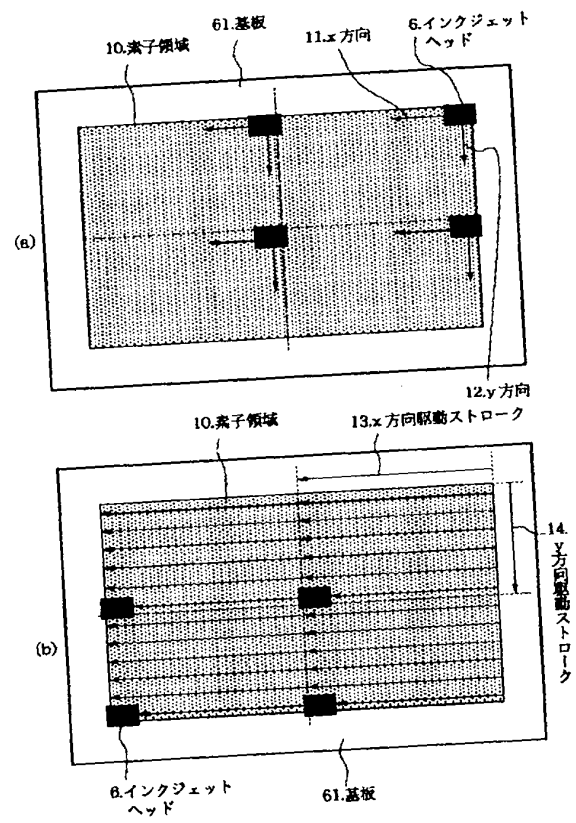 61.基板
6.インクジェット
ヘッド
10.素子領域
11.x方向
(a)
12.y方向
10.素子領域
13.x方向駆動ストローク
14.
y方向駆動ストローク
(b)
6.インクジェット
ヘッド
61.基板